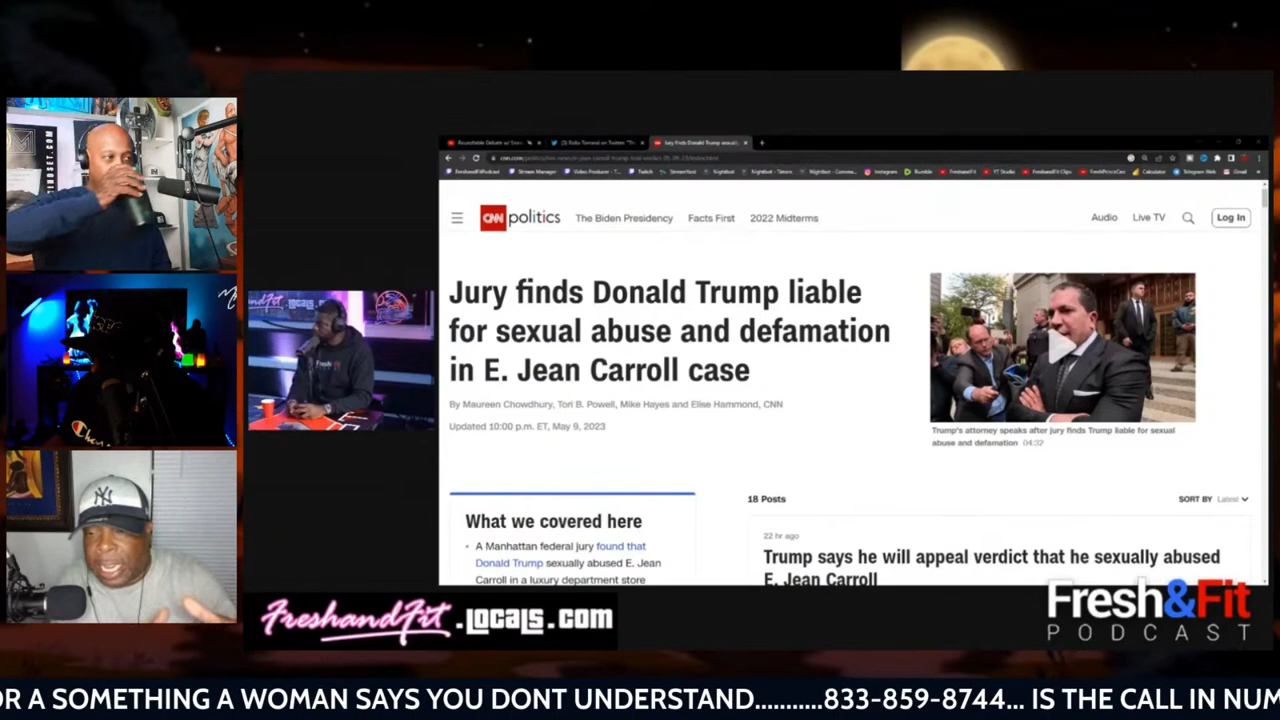 CNN politics The Biden Presidency Facts First 2022 Midterms Audio Live TV Log In
Jury finds Donald Trump liable
for sexual abuse and defamation
in E. Jean Carroll case
By Maureen Chowdhury, Tori B. Powell, Mike Hayes and Elise Hammond, CNN
Updated 10:00 p.m. ET, May 9, 2023
Trump's attorney speaks after jury finds Trump liable for sexual
abuse and defamation 04:32
What we covered here
• A Manhattan federal jury found that
Donald Trump sexually abused E. Jean
Carroll in a luxury department store
18 Posts
SORT BY Latest
22 hr ago
Trump says he will appeal verdict that he sexually abused
E. Jean Carroll
FreshandFit.Locals.com
Fresh&Fit
PODCAST
OR A SOMETHING A WOMAN SAYS YOU DONT UNDERSTAND...........833-859-8744... IS THE CALL IN NUM